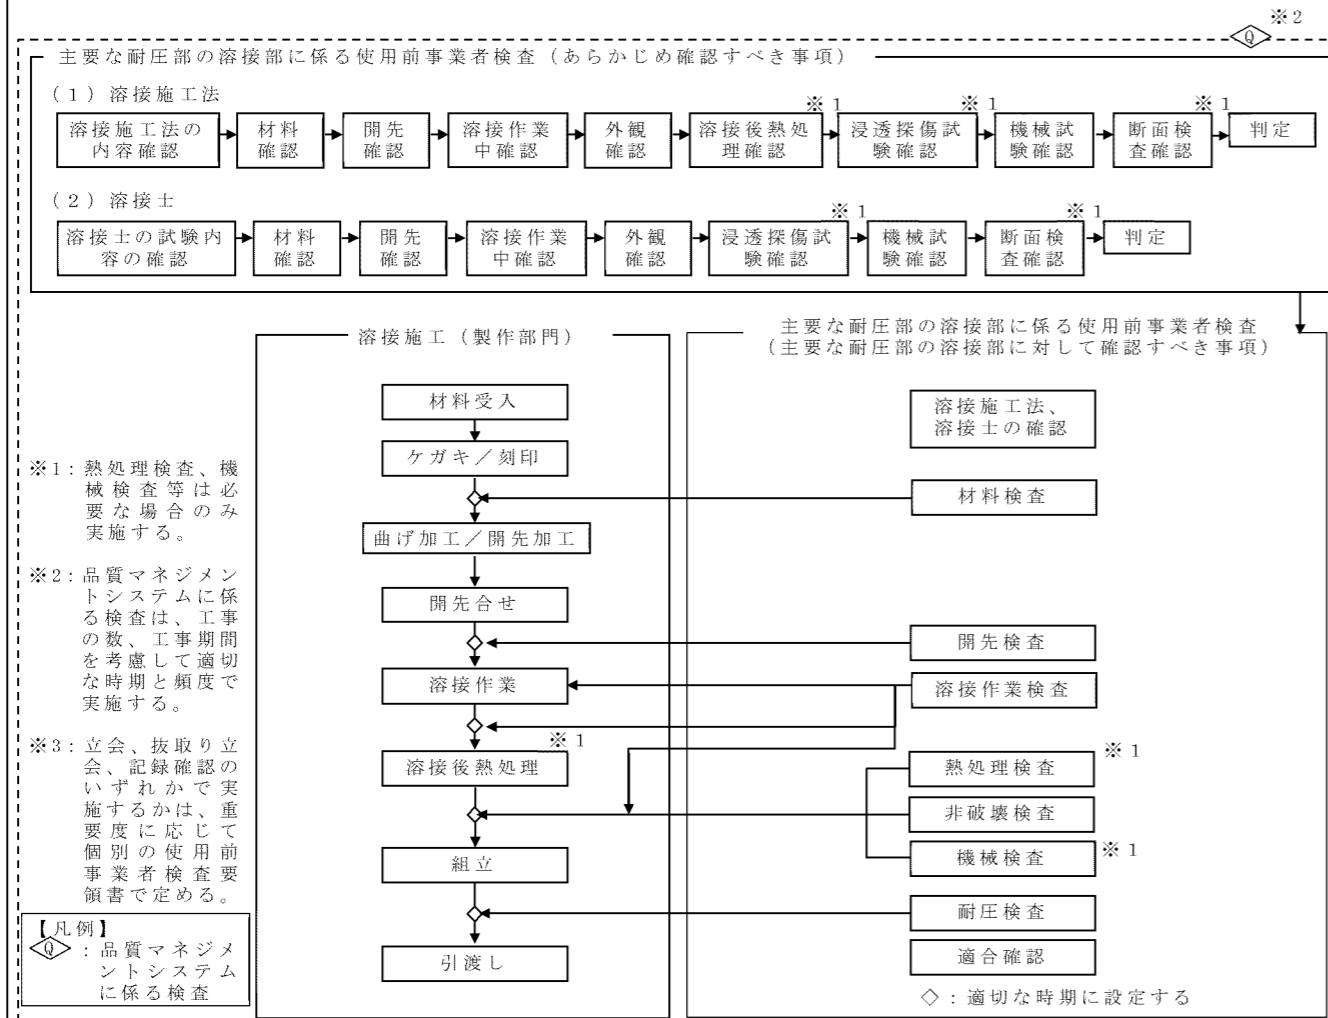 ※2
Q
主要な耐圧部の溶接部に係る使用前事業者検査(あらかじめ確認すべき事項)
(1)溶接施工法
※1
※1
※1
溶接施工法の
内容確認
材料
確認
開先
確認
溶接作業
中確認
外観
確認
溶接後熱処
理確認
浸透探傷試
験確認
機械試
験確認
断面検
査確認
判定
(2)溶接士
※1
※1
溶接士の試験内
容の確認
材料
確認
開先
確認
溶接作業
中確認
外観
確認
浸透探傷試
験確認
機械試
験確認
断面検
査確認
判定
溶接施工(製作部門)
材料受入
ケガキ/刻印
曲げ加工/開先加工
開先合せ
溶接作業
※1
溶接後熱処理
組立
引渡し
主要な耐圧部の溶接部に係る使用前事業者検査
(主要な耐圧部の溶接部に対して確認すべき事項)
溶接施工法、
溶接士の確認
材料検査
開先検査
溶接作業検査
熱処理検査
※1
非破壊検査
機械検査
※1
耐圧検査
適合確認
◇:適切な時期に設定する
※1:熱処理検査、機
械検査等は必
要な場合のみ
実施する。
※2:品質マネジメン
トシステムに係
る検査は、工事
の数、工事期間
を考慮して適切
な時期と頻度で
実施する。
※3:立会、抜取り立
会、記録確認の
いずれかで実
施するかは、重
要度に応じて
個別の使用前
事業者検査要
領書で定める。
【凡例】
Q:品質マネジメ
ントシステム
に係る検査